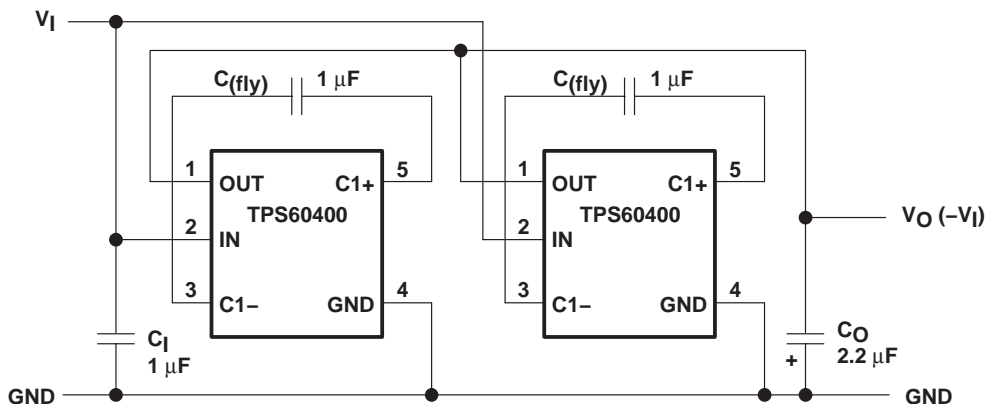 VI
C(fly) 1 μF
C(fly) 1 μF
1 OUT C1+ 5
TPS60400
2 IN
3 C1− GND 4
1 OUT C1+ 5
TPS60400
2 IN
3 C1− GND 4
VO (−VI)
CI
1 μF
CO
+ 2.2 μF
GND
GND